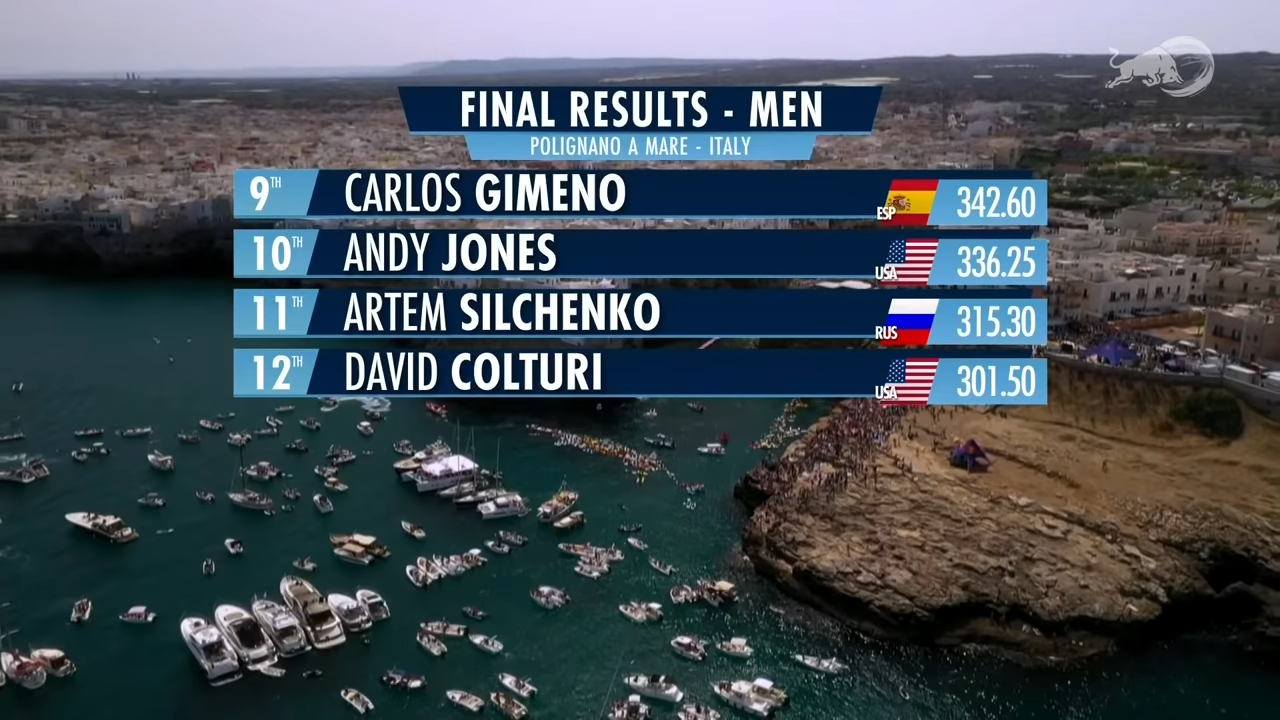 FINAL RESULTS - MEN
POLIGNANO A MARE - ITALY
9TH CARLOS GIMENO ESP 342.60
10TH ANDY JONES USA 336.25
11TH ARTEM SILCHENKO RUS 315.30
12TH DAVID COLTURI USA 301.50